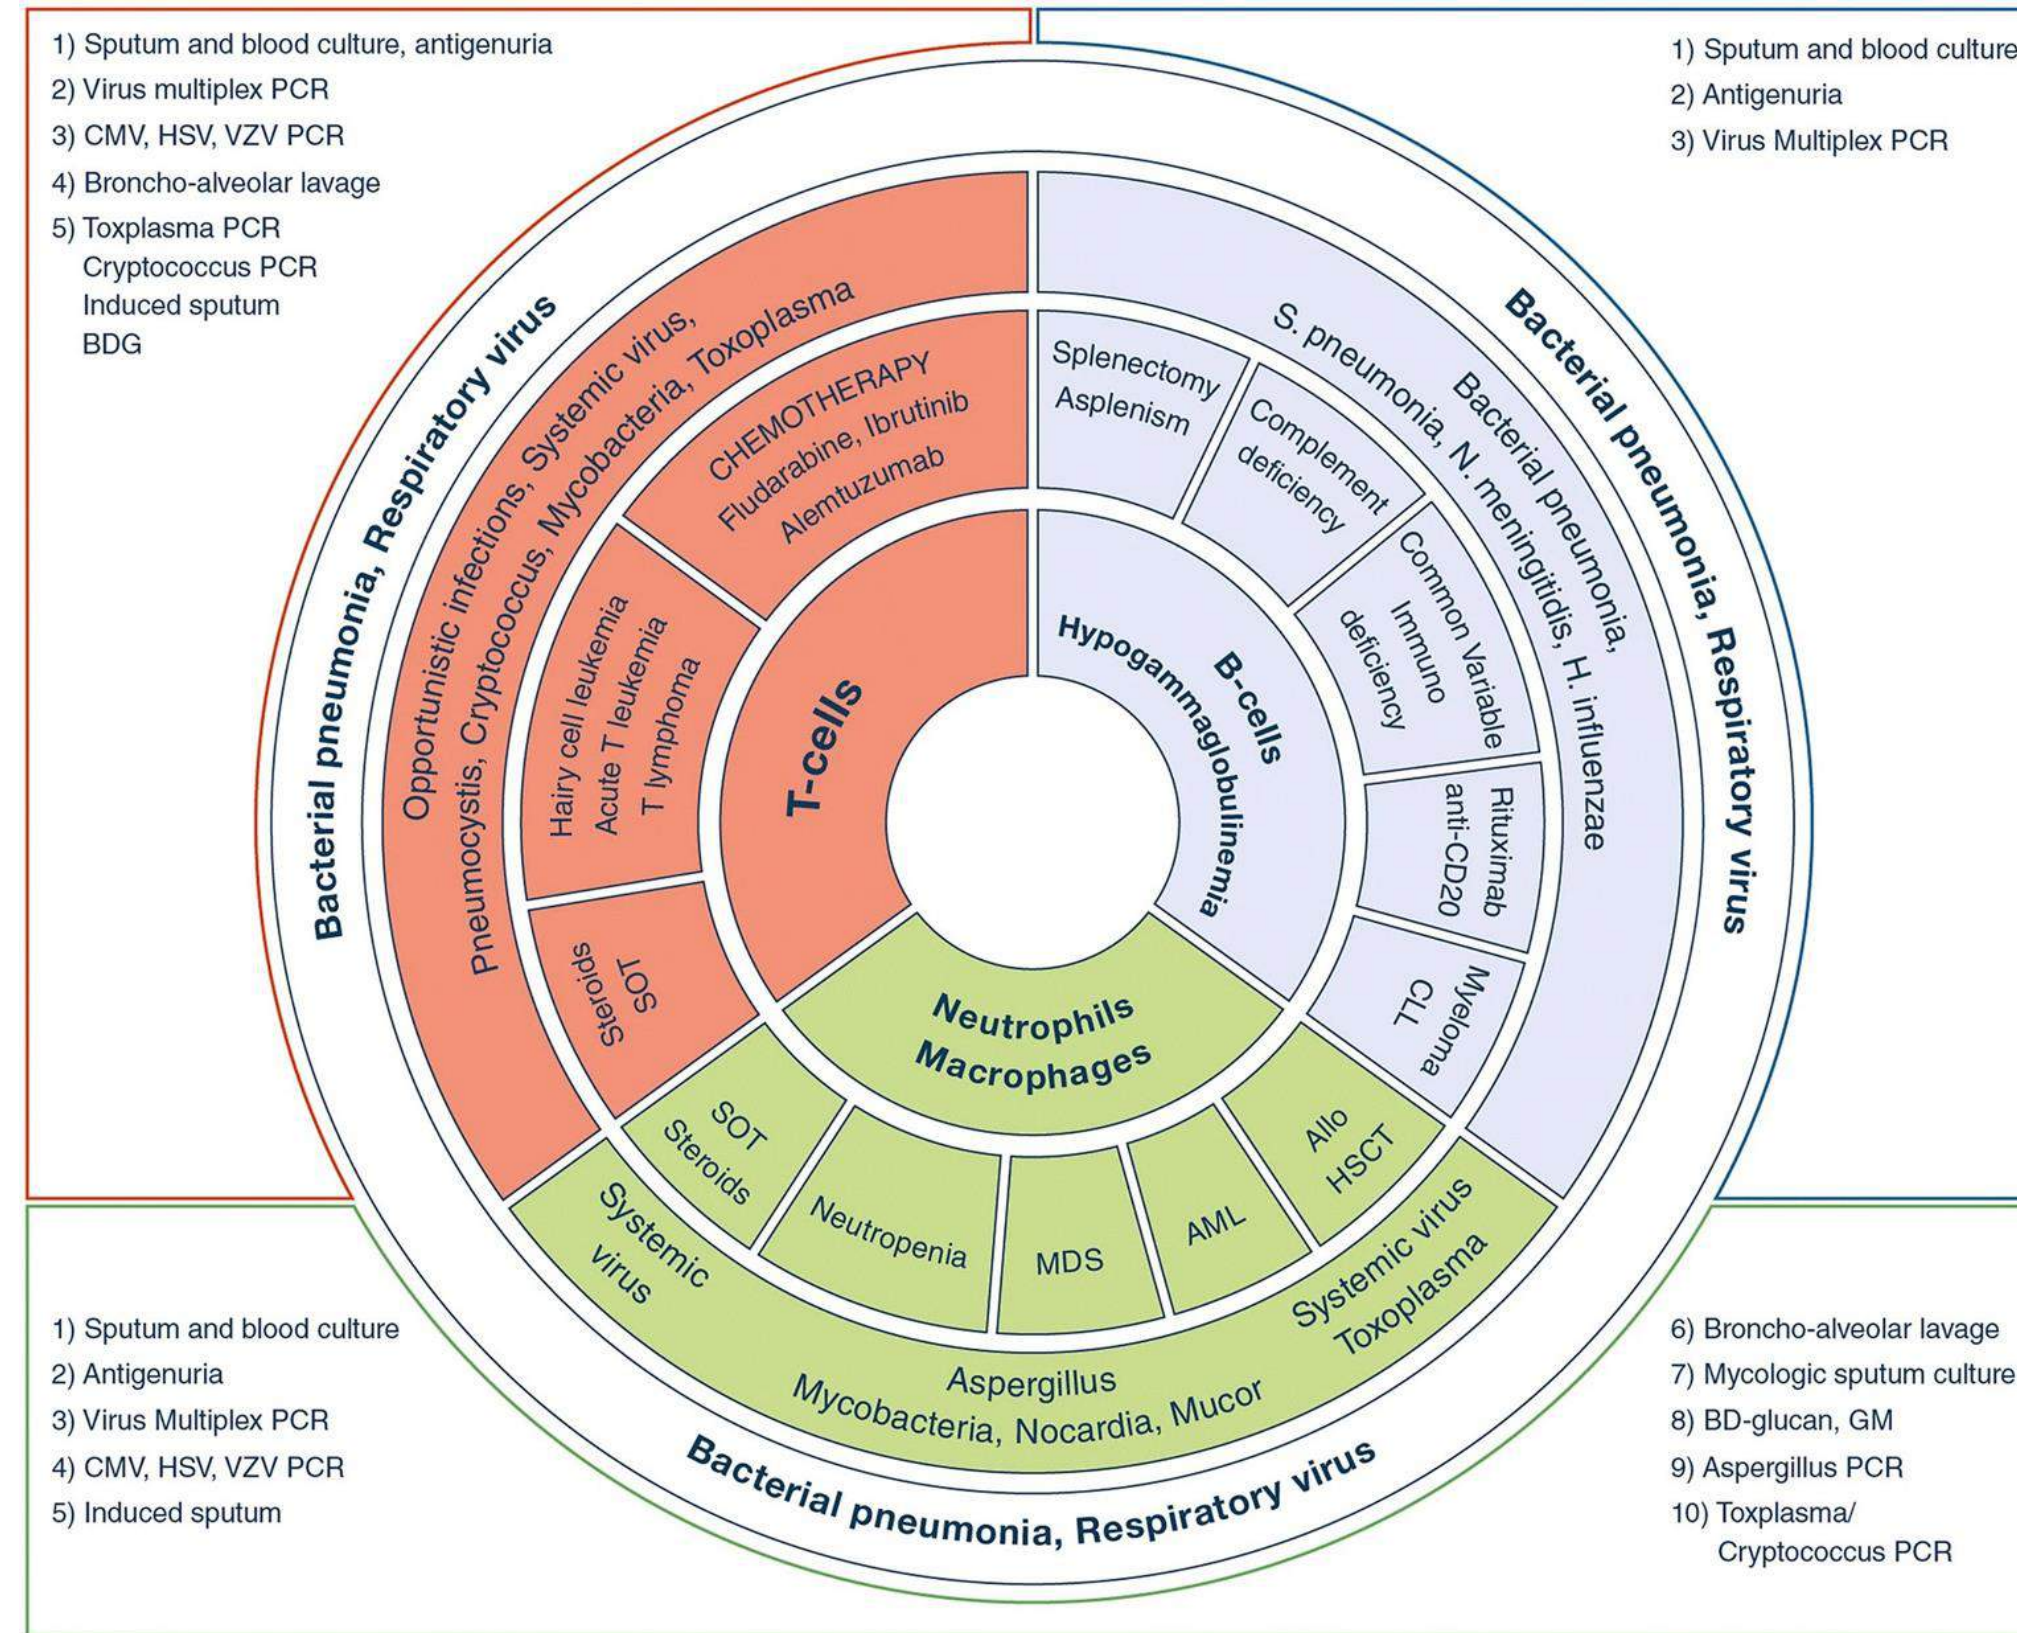 1) Sputum and blood culture, antigenuria
2) Virus multiplex PCR
3) CMV, HSV, VZV PCR
4) Broncho-alveolar lavage
5) Toxplasma PCR
Cryptococcus PCR
Induced sputum
BDG
1) Sputum and blood culture
2) Antigenuria
3) Virus Multiplex PCR
Bacterial pneumonia, Respiratory virus
Opportunistic infections, Systemic virus,
Pneumocystis, Cryptococcus, Mycobacteria, Toxoplasma
CHEMOTHERAPY
Fludarabine, Ibrutinib
Alemtuzumab
Hairy cell leukemia
Acute T leukemia
T lymphoma
Steroids
SOT
T-cells
Bacterial pneumonia, Respiratory virus
Bacterial pneumonia,
S. pneumonia, N. meningitidis, H. influenzae
Splenectomy
Asplenism
Complement
deficiency
Common Variable
Immuno
deficiency
Rituximab
anti-CD20
Myeloma
CLL
B-cells
Hypogammaglobulinemia
Neutrophils
Macrophages
SOT
Steroids
Neutropenia
MDS
AML
Allo
HSCT
Systemic
virus
Aspergillus
Mycobacteria, Nocardia, Mucor
Systemic virus
Toxoplasma
Bacterial pneumonia, Respiratory virus
1) Sputum and blood culture
2) Antigenuria
3) Virus Multiplex PCR
4) CMV, HSV, VZV PCR
5) Induced sputum
6) Broncho-alveolar lavage
7) Mycologic sputum culture
8) BD-glucan, GM
9) Aspergillus PCR
10) Toxplasma/
Cryptococcus PCR